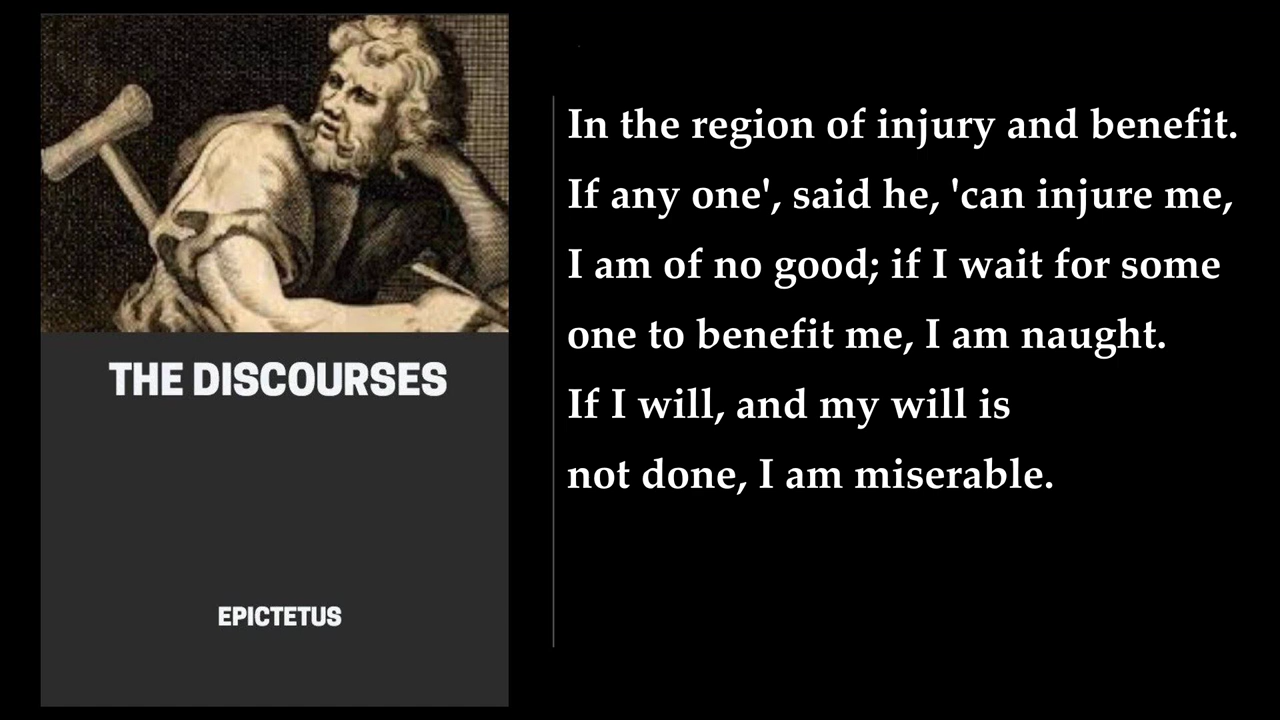 THE DISCOURSES
EPICTETUS
In the region of injury and benefit.
If any one', said he, 'can injure me,
I am of no good; if I wait for some
one to benefit me, I am naught.
If I will, and my will is
not done, I am miserable.